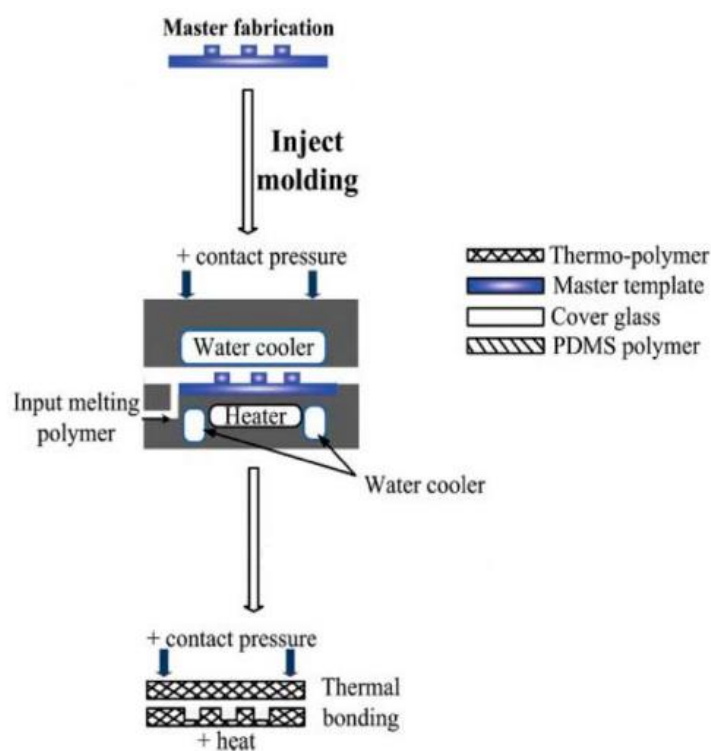 Master fabrication
Inject
molding
+ contact pressure
Water cooler
Input melting
polymer
Heater
Water cooler
Thermo-polymer
Master template
Cover glass
PDMS polymer
+ contact pressure
Thermal
bonding
+ heat